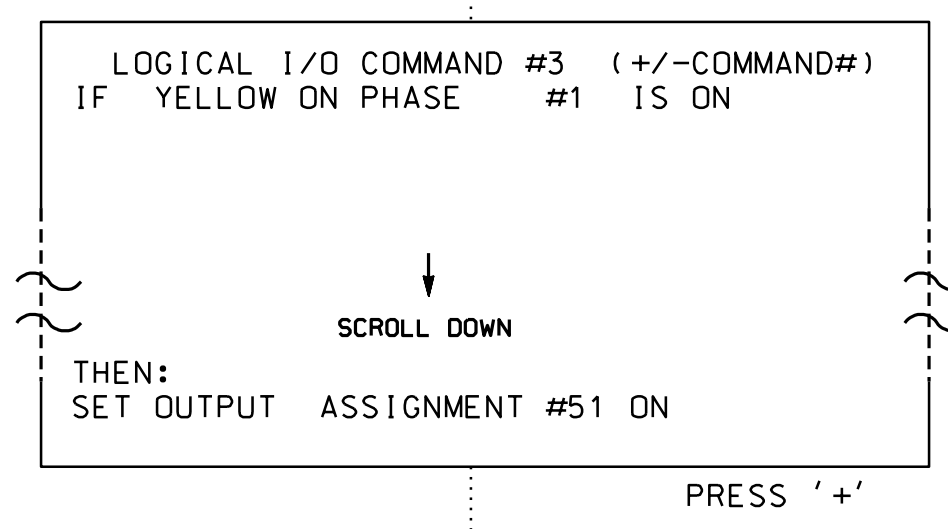 LOGICAL I/O COMMAND #3 (+/-COMMAND#)
IF YELLOW ON PHASE #1 IS ON
SCROLL DOWN
THEN:
SET OUTPUT ASSIGNMENT #51 ON
PRESS '+'